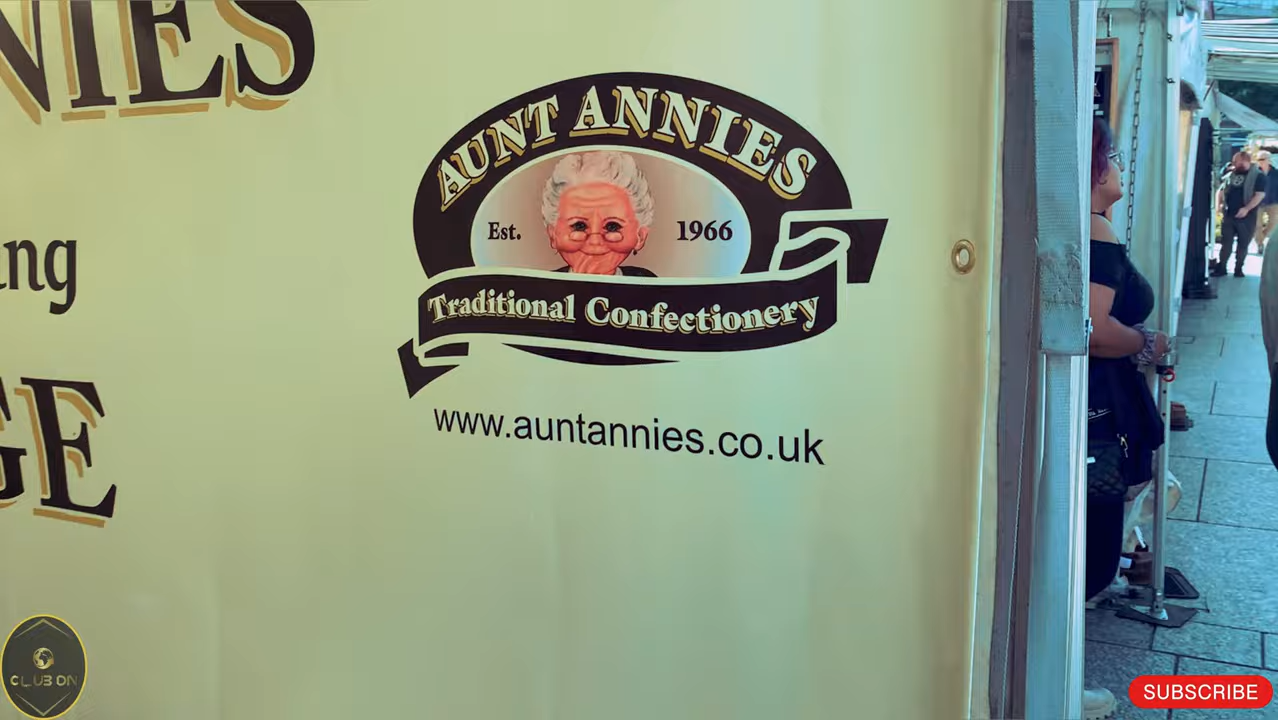 NIES
ng
GE
AUNT ANNIES
Est. 1966
Traditional Confectionery
www.auntannies.co.uk
CLUB ON
SUBSCRIBE